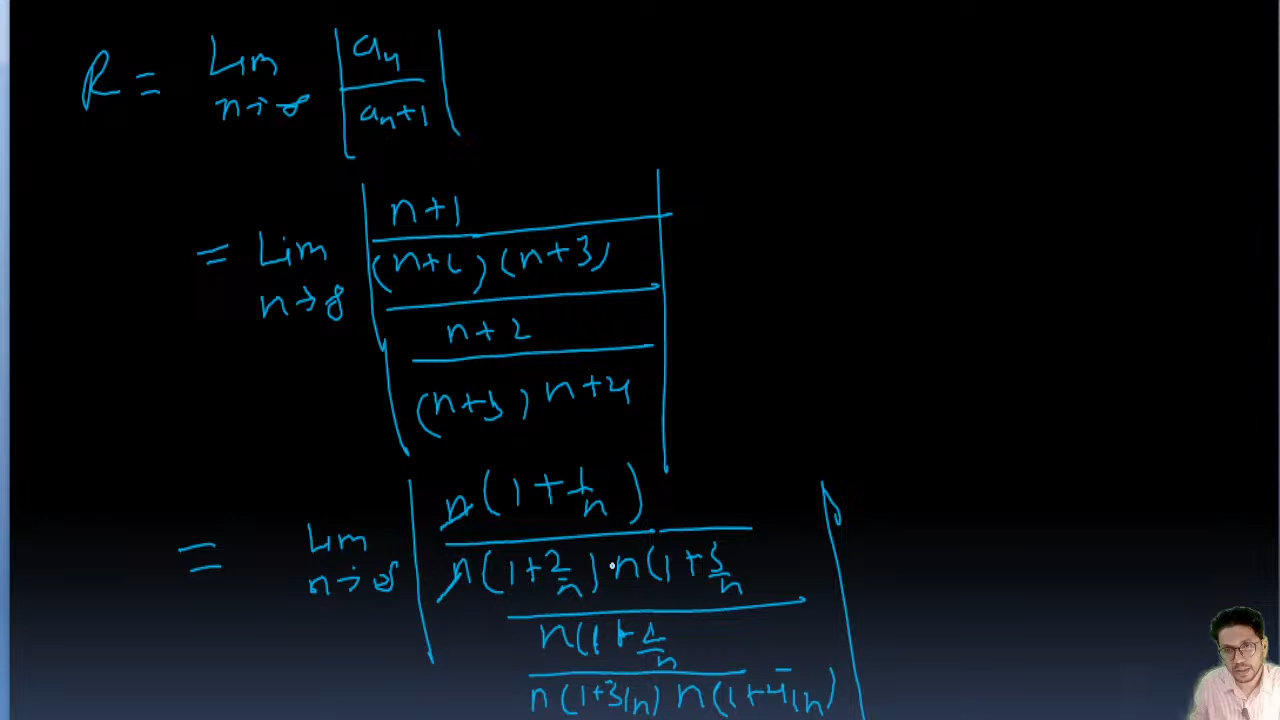 R = Lim n→∞ |an / an+1|
= Lim n→∞ | n+1 / (n+2)(n+3) / n+2 / (n+3) n+4 |
= Lim n→∞ | n(1+1/n) / n(1+2/n) · n(1+3/n / n(1+2/n / n(1+3/n) n(1+4/n) |